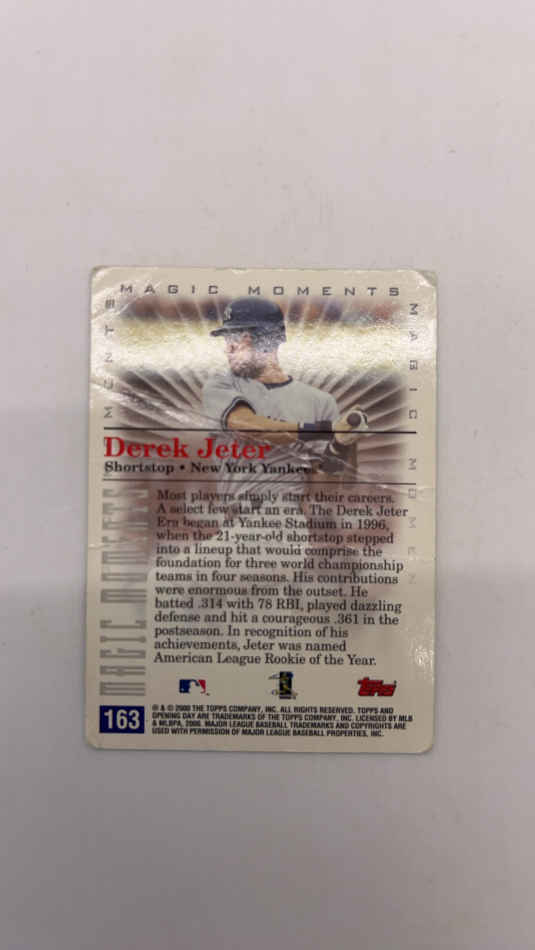 MAGIC MOMENTS
MAGIC MOMEN
MENTS
Derek Jeter
Shortstop • New York Yankees
MAGIC MOMENTS
Most players simply start their careers.
A select few start an era. The Derek Jeter
Era began at Yankee Stadium in 1996,
when the 21-year-old shortstop stepped
into a lineup that would comprise the
foundation for three world championship
teams in four seasons. His contributions
were enormous from the outset. He
batted .314 with 78 RBI, played dazzling
defense and hit a courageous .361 in the
postseason. In recognition of his
achievements, Jeter was named
American League Rookie of the Year.
Topps
163
® & © 2000 THE TOPPS COMPANY, INC. ALL RIGHTS RESERVED. TOPPS AND
OPENING DAY ARE TRADEMARKS OF THE TOPPS COMPANY, INC. LICENSED BY MLB
& MLBPA, 2000. MAJOR LEAGUE BASEBALL TRADEMARKS AND COPYRIGHTS ARE
USED WITH PERMISSION OF MAJOR LEAGUE BASEBALL PROPERTIES, INC.